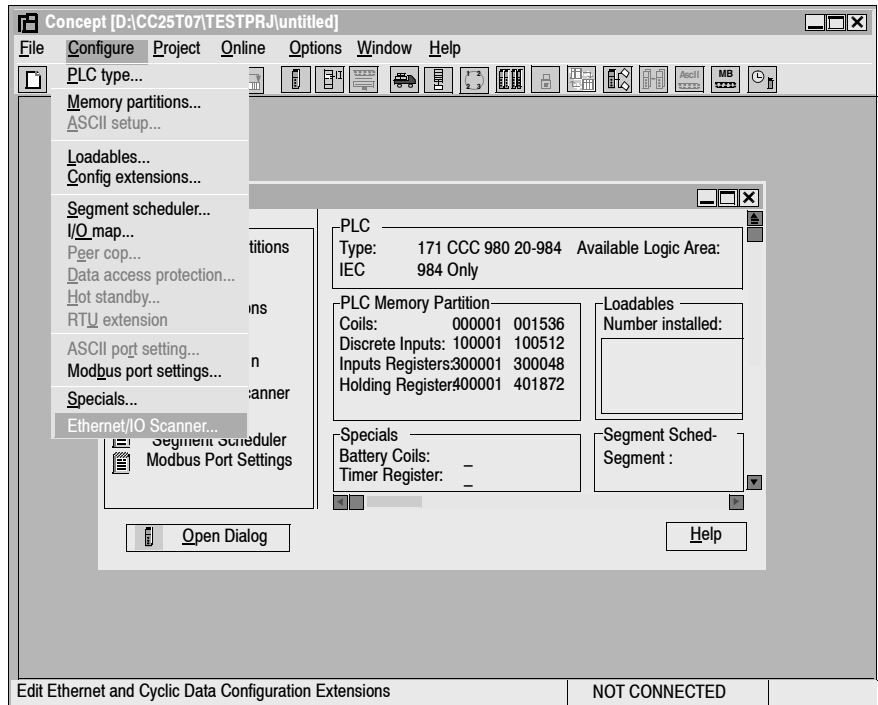 Concept [D:\CC25T07\TESTPRJ\untitled]
File Configure Project Online Options Window Help
Ascii MB
PLC type...
Memory partitions...
ASCII setup...
Loadables...
Config extensions...
Segment scheduler...
I/O map...
Peer cop...
Data access protection...
Hot standby...
RTU extension
ASCII port setting...
Modbus port settings...
Specials...
Ethernet/IO Scanner...
titions
ons
n
canner
Segment Scheduler
Modbus Port Settings
Open Dialog
PLC
Type: 171 CCC 980 20-984 Available Logic Area:
IEC 984 Only
PLC Memory Partition
Coils: 000001 001536
Discrete Inputs: 100001 100512
Inputs Registers:300001 300048
Holding Register:400001 401872
Loadables
Number installed:
Specials
Battery Coils: _
Timer Register: _
Segment Sched-
Segment :
Help
Edit Ethernet and Cyclic Data Configuration Extensions NOT CONNECTED